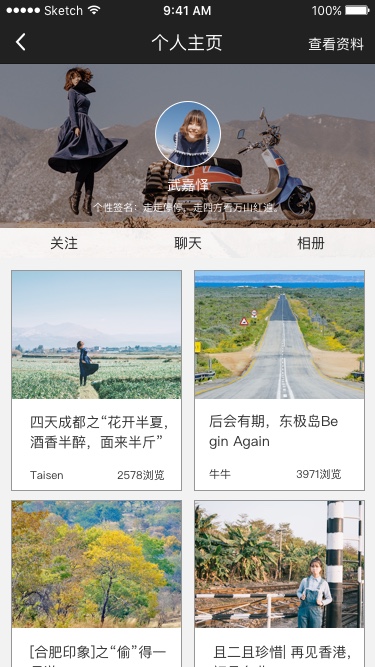 Sketch 9:41 AM 100%
个人主页 查看资料
武嘉怿
个性签名：走走停停，走四方看万山红遍。
关注 聊天 相册
四天成都之“花开半夏，
酒香半醉，面来半斤”
Taisen 2578浏览
后会有期，东极岛Be
gin Again
牛牛 3971浏览
[合肥印象]之“偷”得一
且二且珍惜| 再见香港，